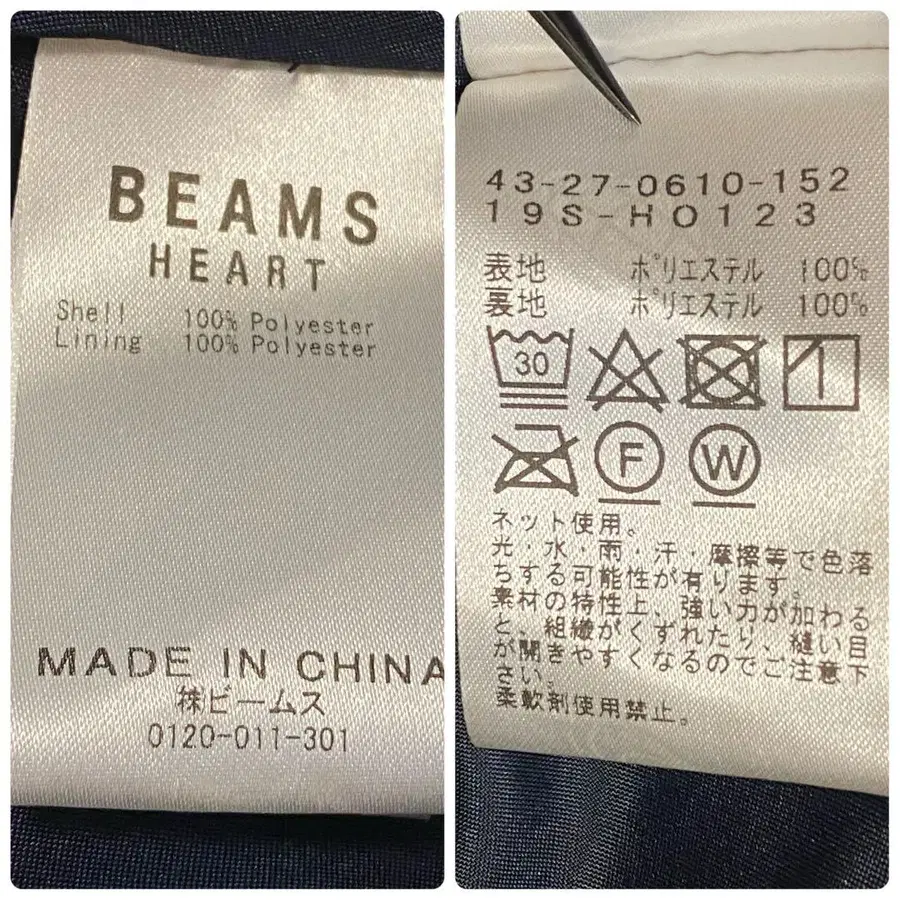 BEAMS
HEART
Shell 100% Polyester
Lining 100% Polyester
MADE IN CHINA
㈱ビームス
0120-011-301
43-27-0610-152
19S-HO123
表地 ポリエステル 100%
裏地 ポリエステル 100%
30
F W
ネット使用。
光・水・雨・汗・摩擦等で色落
ちする可能性が有ります。
素材の特性上、強い力が加わる
と、組織がくずれたり、縫い目
が開きやすくなるのでご注意下
さい。
柔軟剤使用禁止。